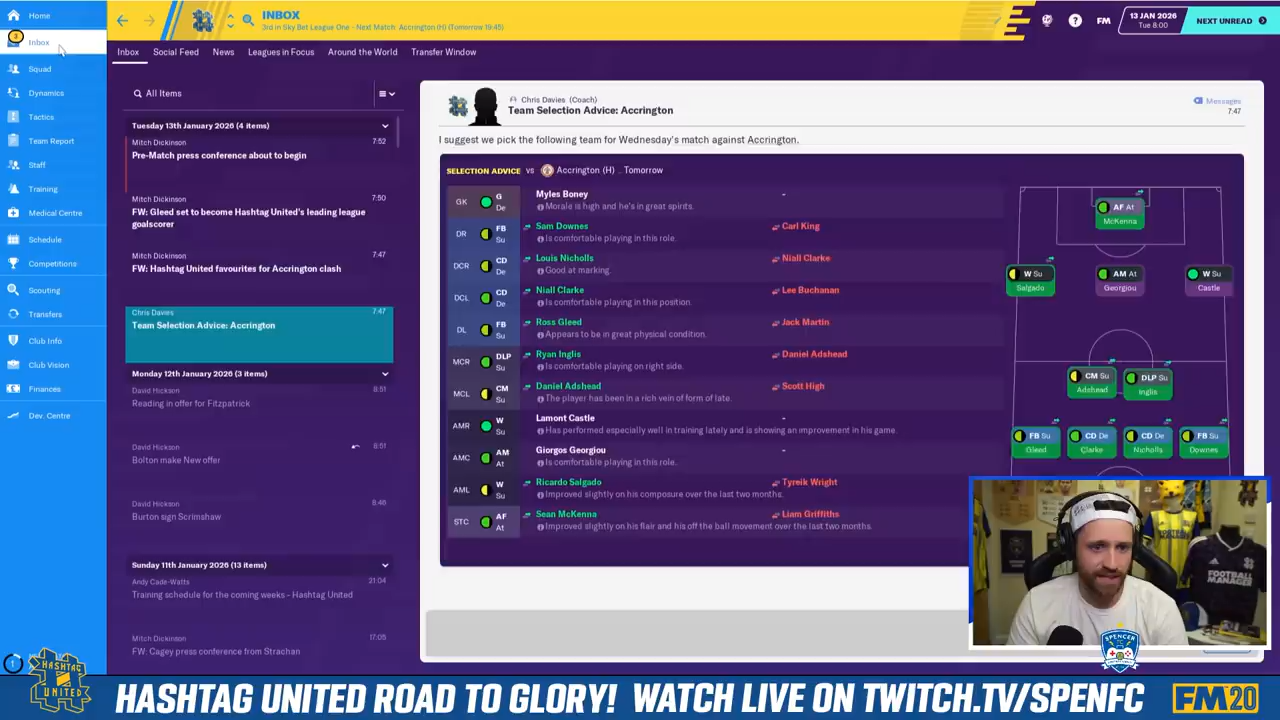 Home
INBOX
3rd in Sky Bet League One - Next Match: Accrington (H) (Tomorrow 19:45)
FM
13 JAN 2026
Tue 8:00
NEXT UNREAD
3
Inbox
Squad
Dynamics
Tactics
Team Report
Staff
Training
Medical Centre
Schedule
Competitions
Scouting
Transfers
Club Info
Club Vision
Finances
Dev. Centre
Inbox Social Feed News Leagues in Focus Around the World Transfer Window
All Items
Tuesday 13th January 2026 (4 items)
Mitch Dickinson 7:52
Pre-Match press conference about to begin
Mitch Dickinson 7:50
FW: Gleed set to become Hashtag United's leading league
goalscorer
Mitch Dickinson 7:47
FW: Hashtag United favourites for Accrington clash
Chris Davies 7:47
Team Selection Advice: Accrington
Monday 12th January 2026 (3 items)
David Hickson 8:51
Reading in offer for Fitzpatrick
David Hickson 8:51
Bolton make New offer
David Hickson 8:46
Burton sign Scrimshaw
Sunday 11th January 2026 (13 items)
Andy Cade-Watts 21:04
Training schedule for the coming weeks - Hashtag United
Mitch Dickinson 17:05
FW: Cagey press conference from Strachan
Chris Davies (Coach)
Team Selection Advice: Accrington
Messages
7:47
I suggest we pick the following team for Wednesday's match against Accrington.
SELECTION ADVICE vs Accrington (H) .. Tomorrow
GK G De Myles Boney -
Morale is high and he's in great spirits.
DR FB Su Sam Downes Carl King
Is comfortable playing in this role.
DCR CD De Louis Nicholls Niall Clarke
Good at marking.
DCL CD De Niall Clarke Lee Buchanan
Is comfortable playing in this position.
DL FB Su Ross Gleed Jack Martin
Appears to be in great physical condition.
MCR DLP Su Ryan Inglis Daniel Adshead
Is comfortable playing on right side.
MCL CM Su Daniel Adshead Scott High
The player has been in a rich vein of form of late.
AMR W Su Lamont Castle -
Has performed especially well in training lately and is showing an improvement in his game.
AMC AM At Giorgos Georgiou -
Is comfortable playing in this role.
AML W Su Ricardo Salgado Tyreik Wright
Improved slightly on his composure over the last two months.
STC AF At Sean McKenna Liam Griffiths
Improved slightly on his flair and his off the ball movement over the last two months.
AF At
McKenna
W Su AM At W Su
Salgado Georgiou Castle
CM Su DLP Su
Adshead Inglis
FB Su CD De CD De FB Su
Gleed Clarke Nicholls Downes
FOOTBALL
MANAGER
SPENCER
HASHTAG
UNITED
HASHTAG UNITED ROAD TO GLORY! WATCH LIVE ON TWITCH.TV/SPENFC
FM20